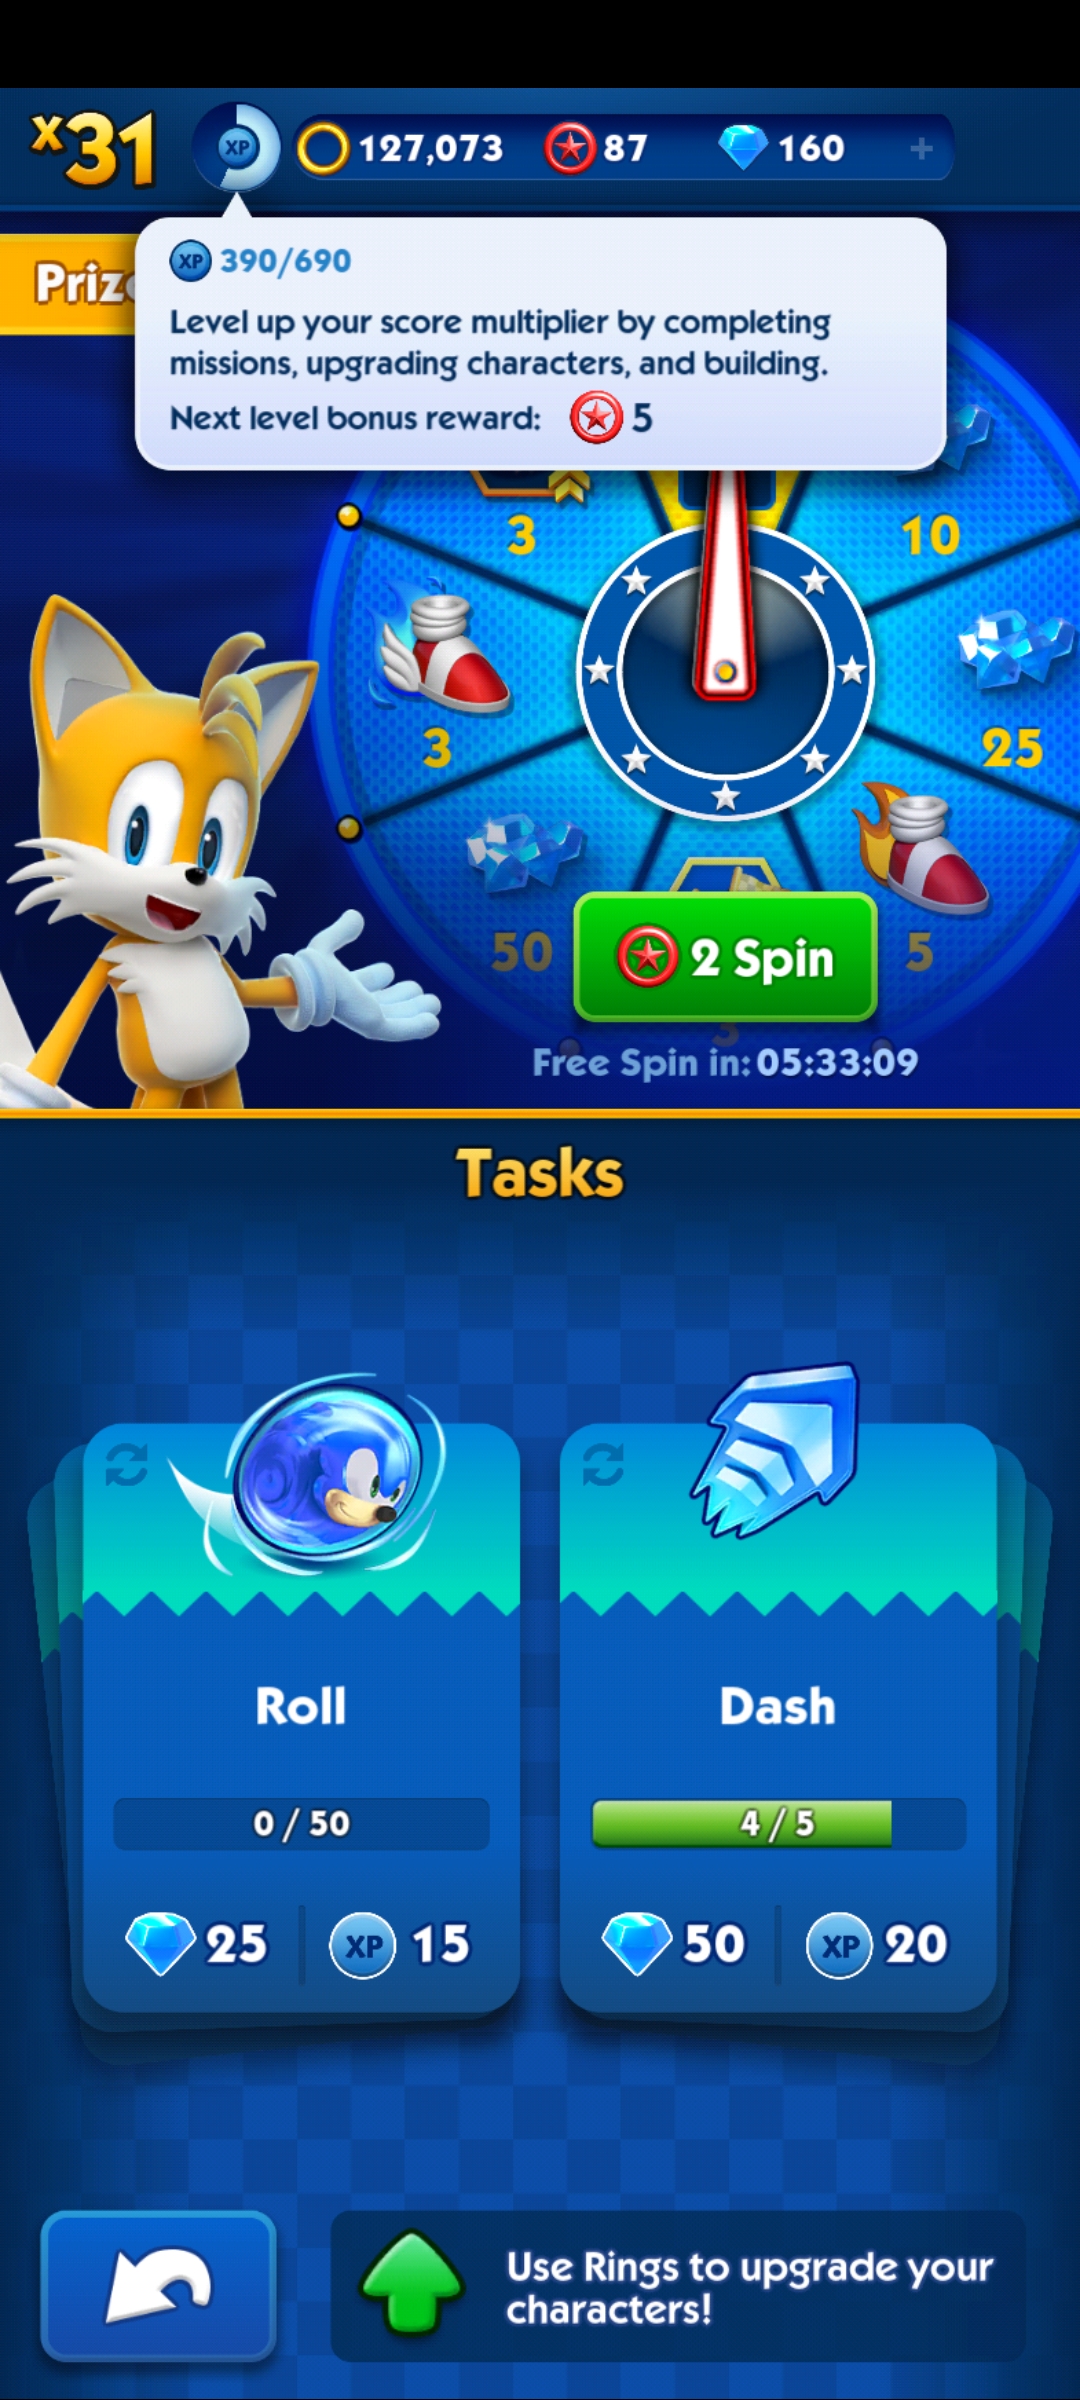 x31
XP
127,073
87
160
+
XP 390/690
Level up your score multiplier by completing
missions, upgrading characters, and building.
Next level bonus reward: 5
3
10
3
25
50
5
2 Spin
3
Free Spin in: 05:33:09
Tasks
Roll
Dash
0 / 50
4 / 5
25
XP 15
50
XP 20
Use Rings to upgrade your
characters!